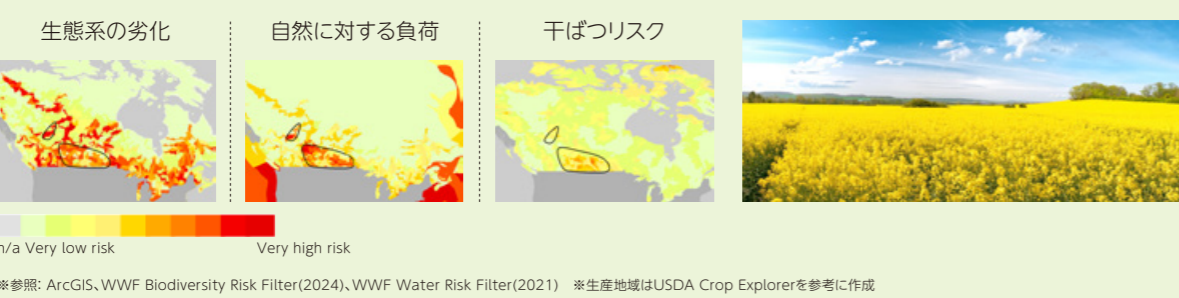 生態系の劣化
自然に対する負荷
干ばつリスク
n/a Very low risk
Very high risk
※参照: ArcGIS、WWF Biodiversity Risk Filter(2024)、WWF Water Risk Filter(2021) ※生産地域はUSDA Crop Explorerを参考に作成